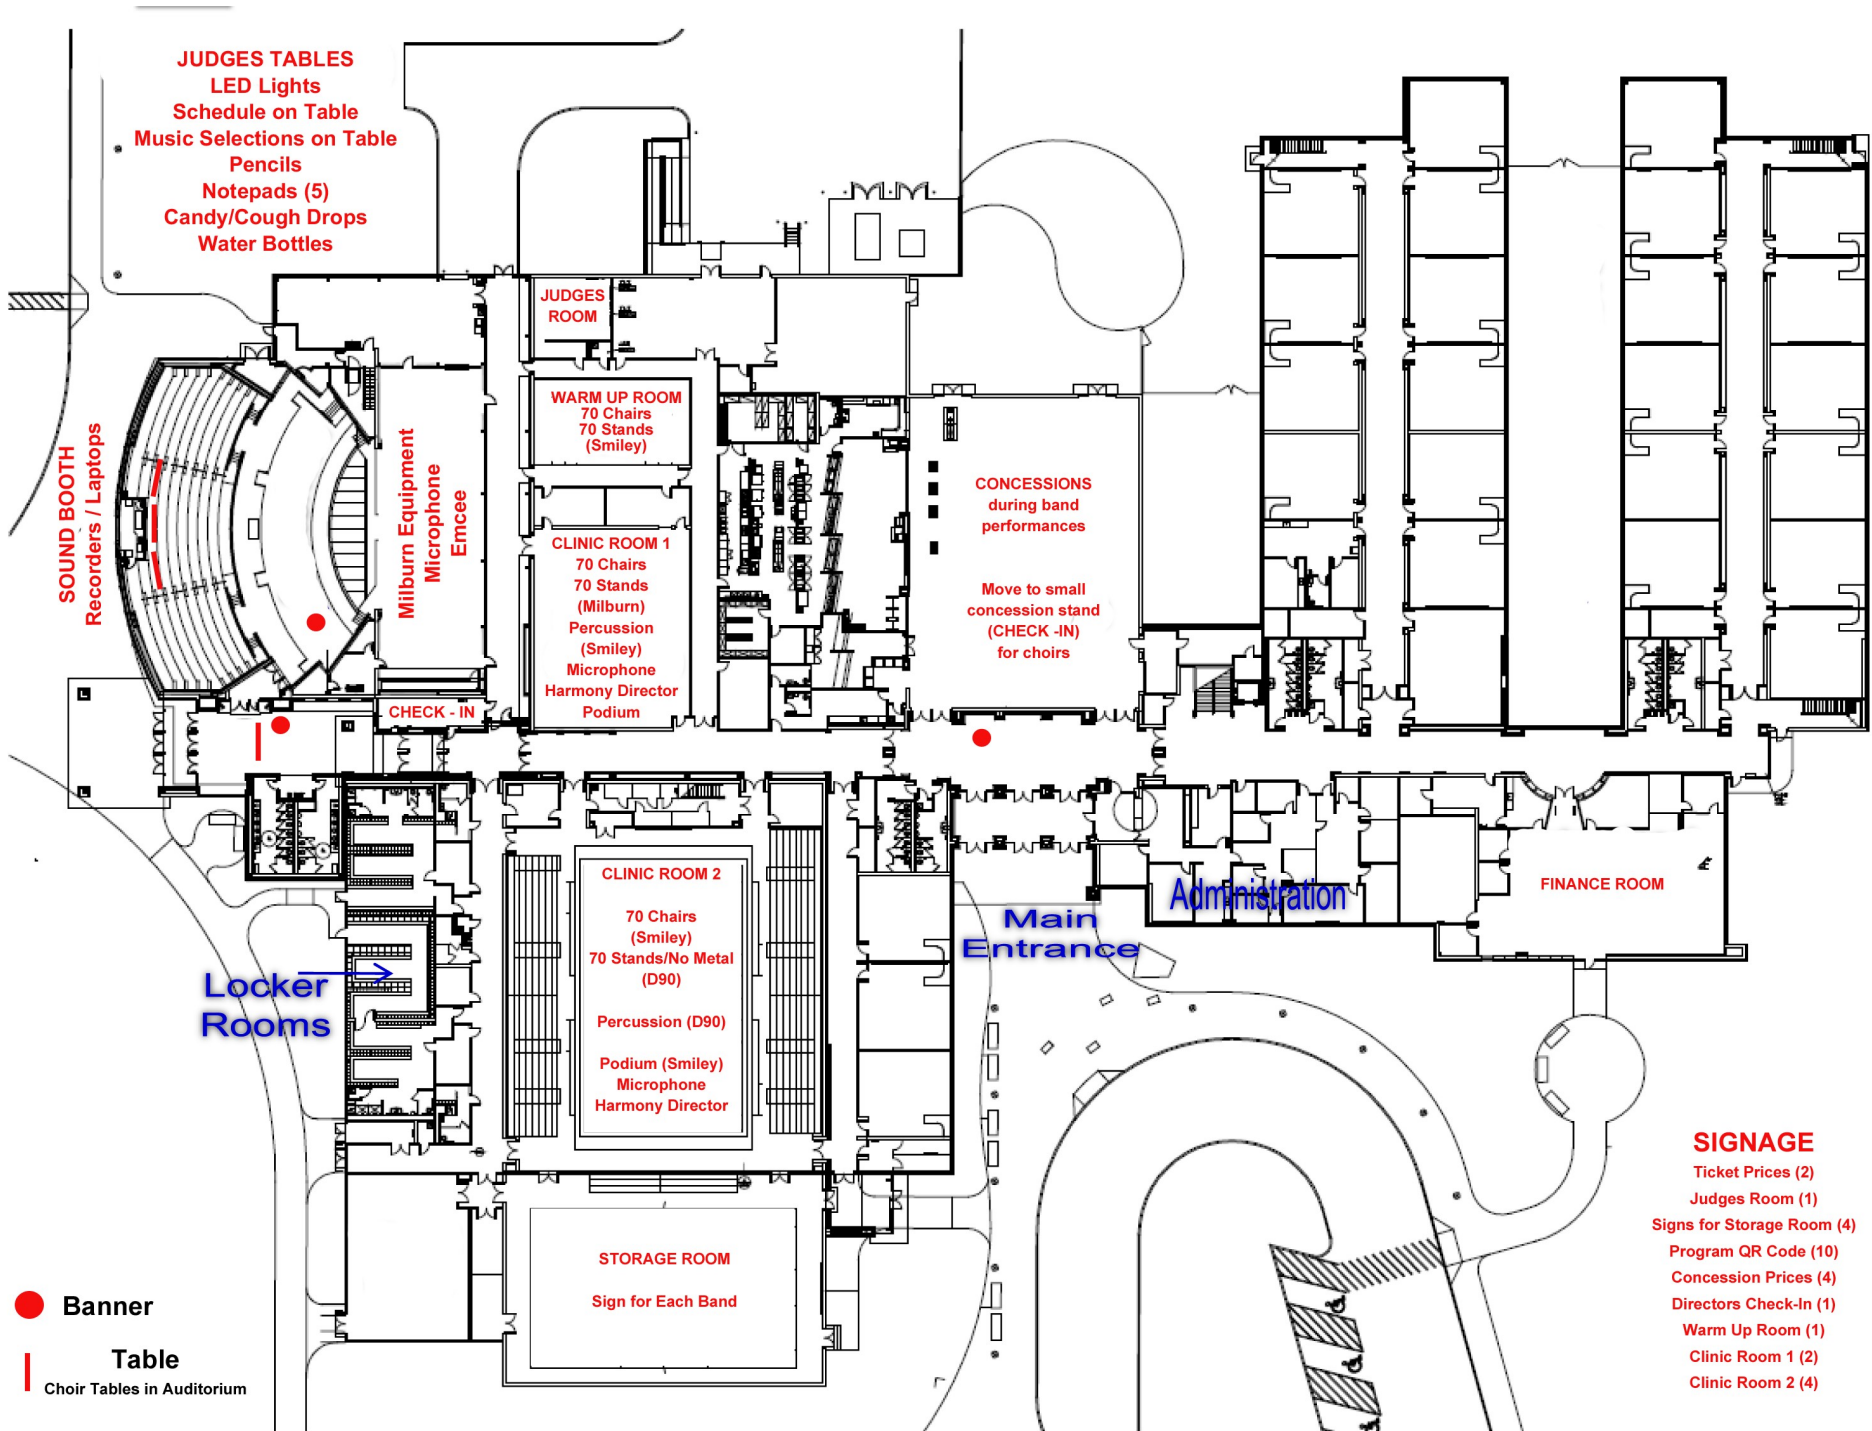 JUDGES TABLES
LED Lights
Schedule on Table
Music Selections on Table
Pencils
Notepads (5)
Candy/Cough Drops
Water Bottles
JUDGES
ROOM
WARM UP ROOM
70 Chairs
70 Stands
(Smiley)
SOUND BOOTH
Recorders / Laptops
Milburn Equipment
Microphone
Emcee
CLINIC ROOM 1
70 Chairs
70 Stands
(Milburn)
Percussion
(Smiley)
Microphone
Harmony Director
Podium
CONCESSIONS
during band
performances
Move to small
concession stand
(CHECK -IN)
for choirs
CHECK - IN
CLINIC ROOM 2
70 Chairs
(Smiley)
70 Stands/No Metal
(D90)
Percussion (D90)
Podium (Smiley)
Microphone
Harmony Director
Main
Entrance
Administration
FINANCE ROOM
Locker
Rooms
STORAGE ROOM
Sign for Each Band
SIGNAGE
Ticket Prices (2)
Judges Room (1)
Signs for Storage Room (4)
Program QR Code (10)
Concession Prices (4)
Directors Check-In (1)
Warm Up Room (1)
Clinic Room 1 (2)
Clinic Room 2 (4)
Banner
Table
Choir Tables in Auditorium